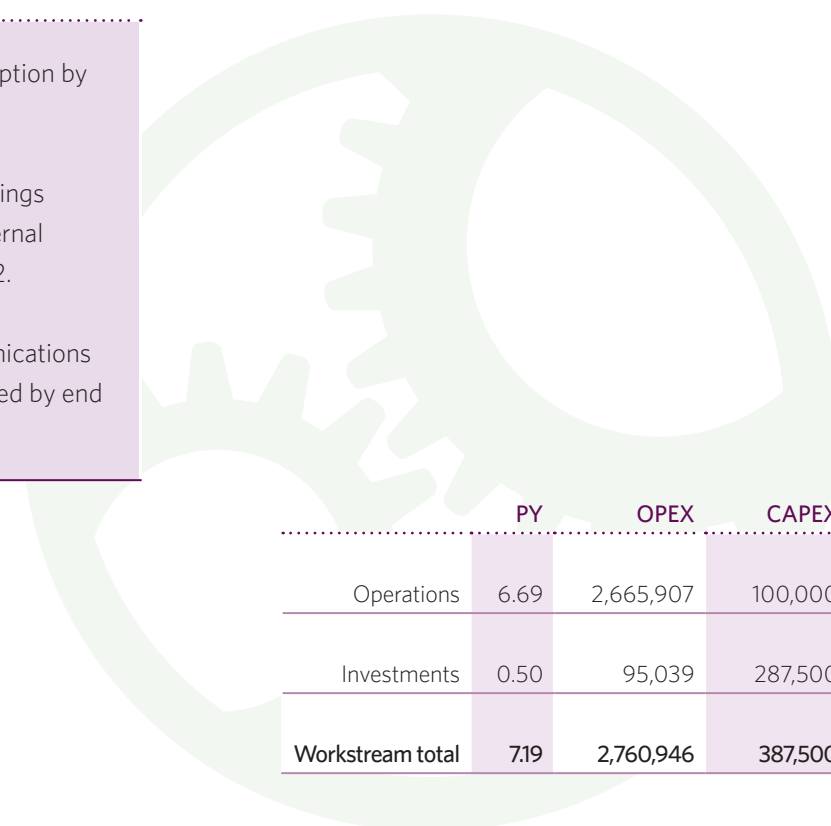 ption by
ings
ernal
2.
nications
ed by end
PY OPEX CAPEX
Operations 6.69 2,665,907 100,000
Investments 0.50 95,039 287,500
Workstream total 7.19 2,760,946 387,500